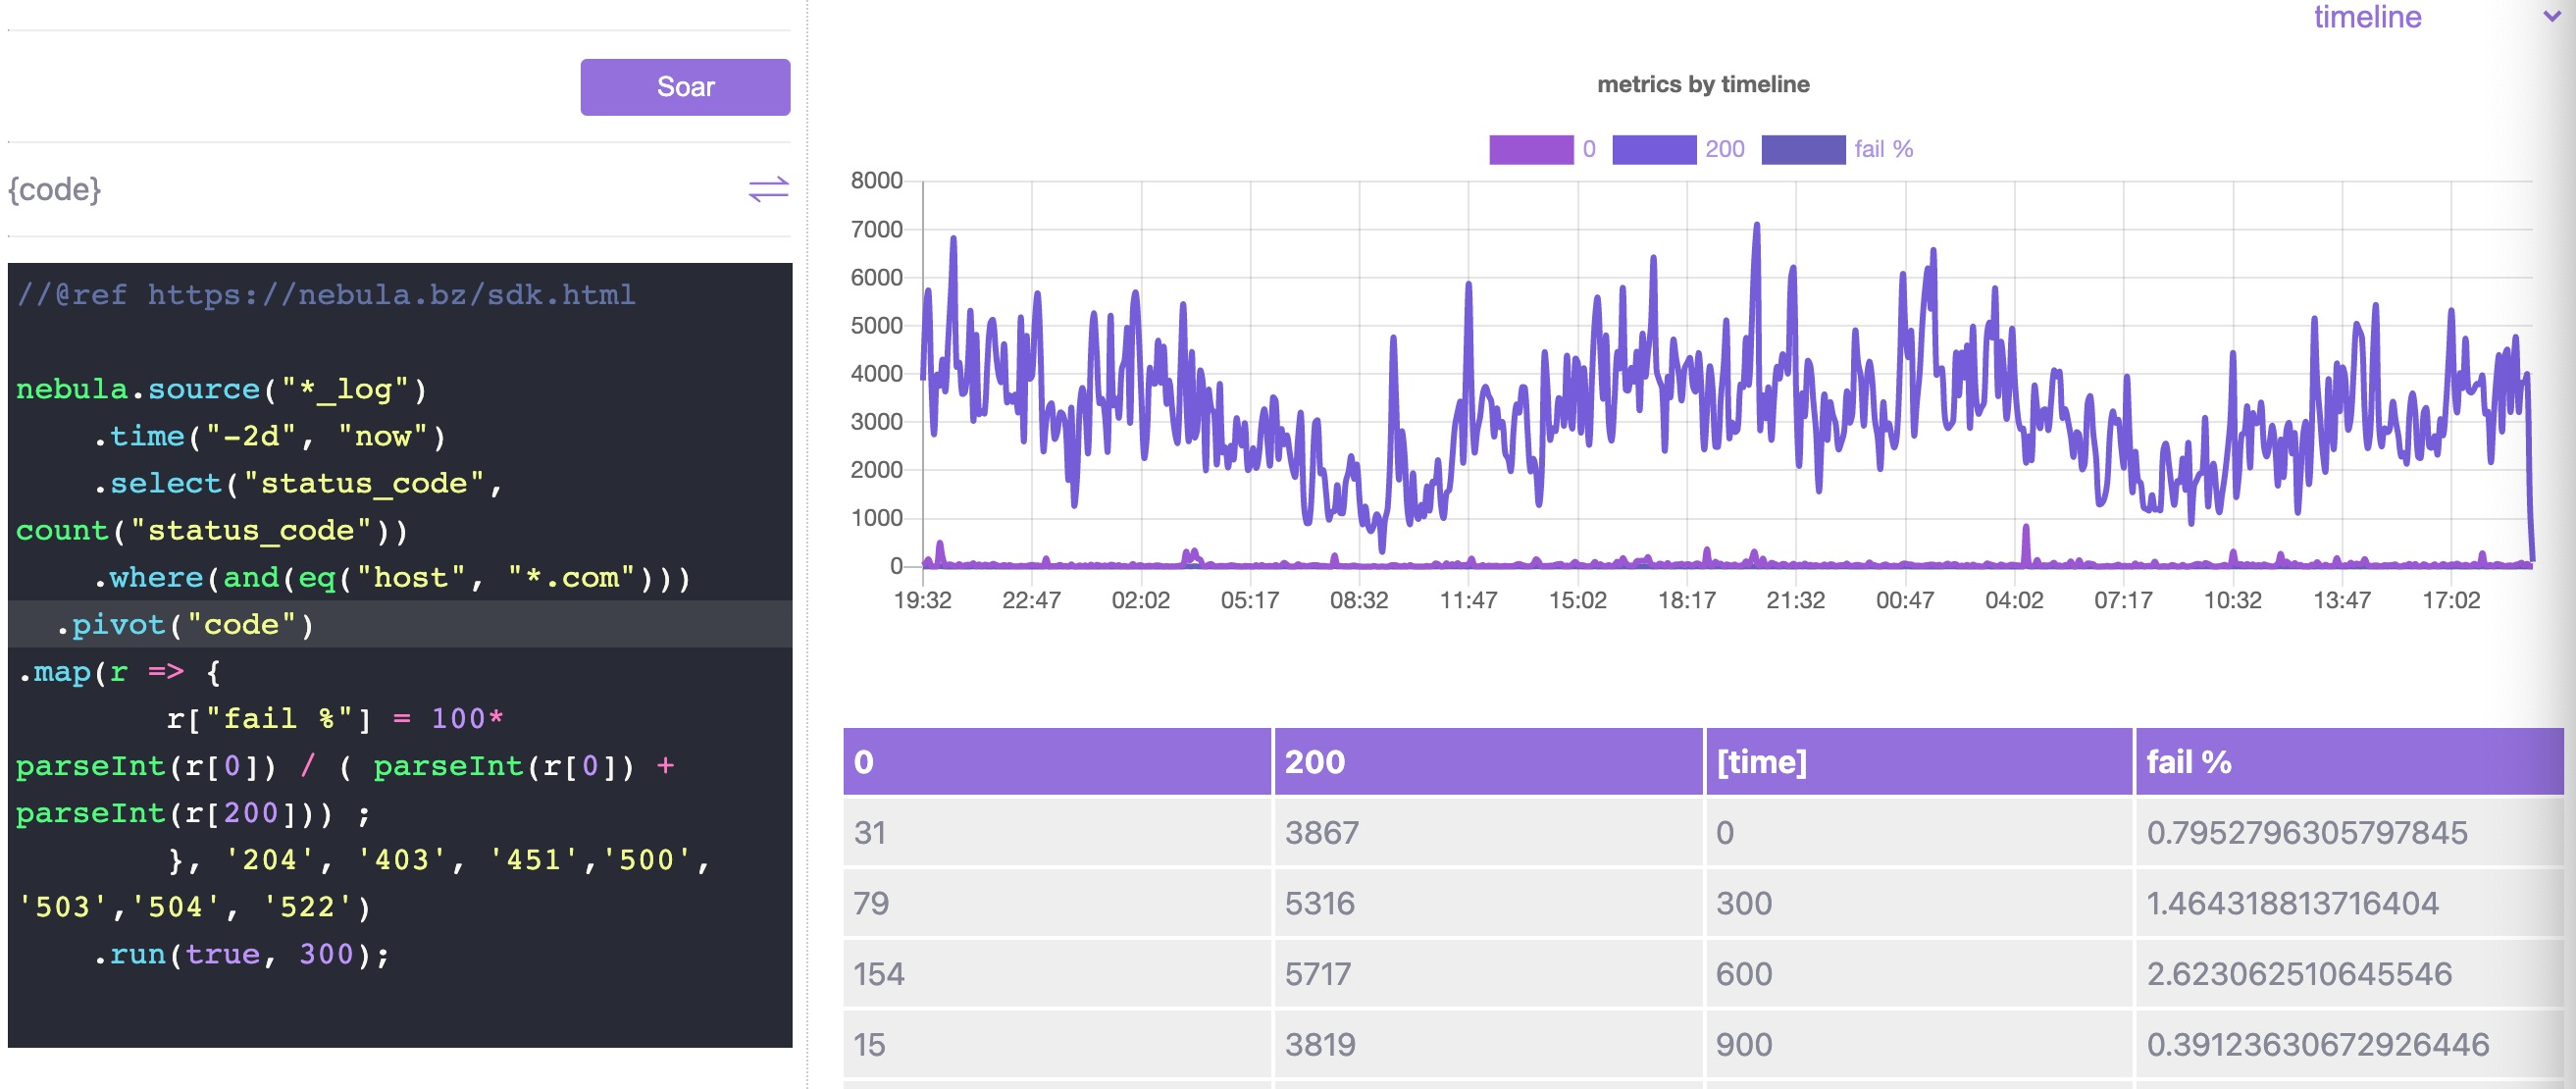 Soar
{code}
//@ref https://nebula.bz/sdk.html
nebula.source("*_log")
.time("-2d", "now")
.select("status_code",
count("status_code"))
.where(and(eq("host", "*.com")))
.pivot("code")
.map(r => {
r["fail %"] = 100*
parseInt(r[0]) / ( parseInt(r[0]) +
parseInt(r[200])) ;
}, '204', '403', '451','500',
'503','504', '522')
.run(true, 300);
timeline
metrics by timeline
0 200 fail %
8000
7000
6000
5000
4000
3000
2000
1000
0
19:32 22:47 02:02 05:17 08:32 11:47 15:02 18:17 21:32 00:47 04:02 07:17 10:32 13:47 17:02
0 200 [time] fail %
31 3867 0 0.7952796305797845
79 5316 300 1.464318813716404
154 5717 600 2.623062510645546
15 3819 900 0.39123630672926446